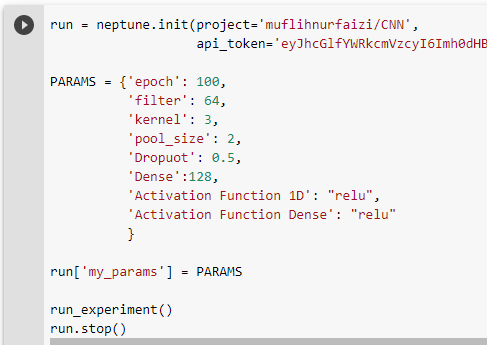 run = neptune.init(project='muflihnurfaizi/CNN',
api_token='eyJhcGlfYWRkcmVzcyI6Imh0dHB
PARAMS = {'epoch': 100,
'filter': 64,
'kernel': 3,
'pool_size': 2,
'Dropuot': 0.5,
'Dense':128,
'Activation Function 1D': "relu",
'Activation Function Dense': "relu"
}
run['my_params'] = PARAMS
run_experiment()
run.stop()